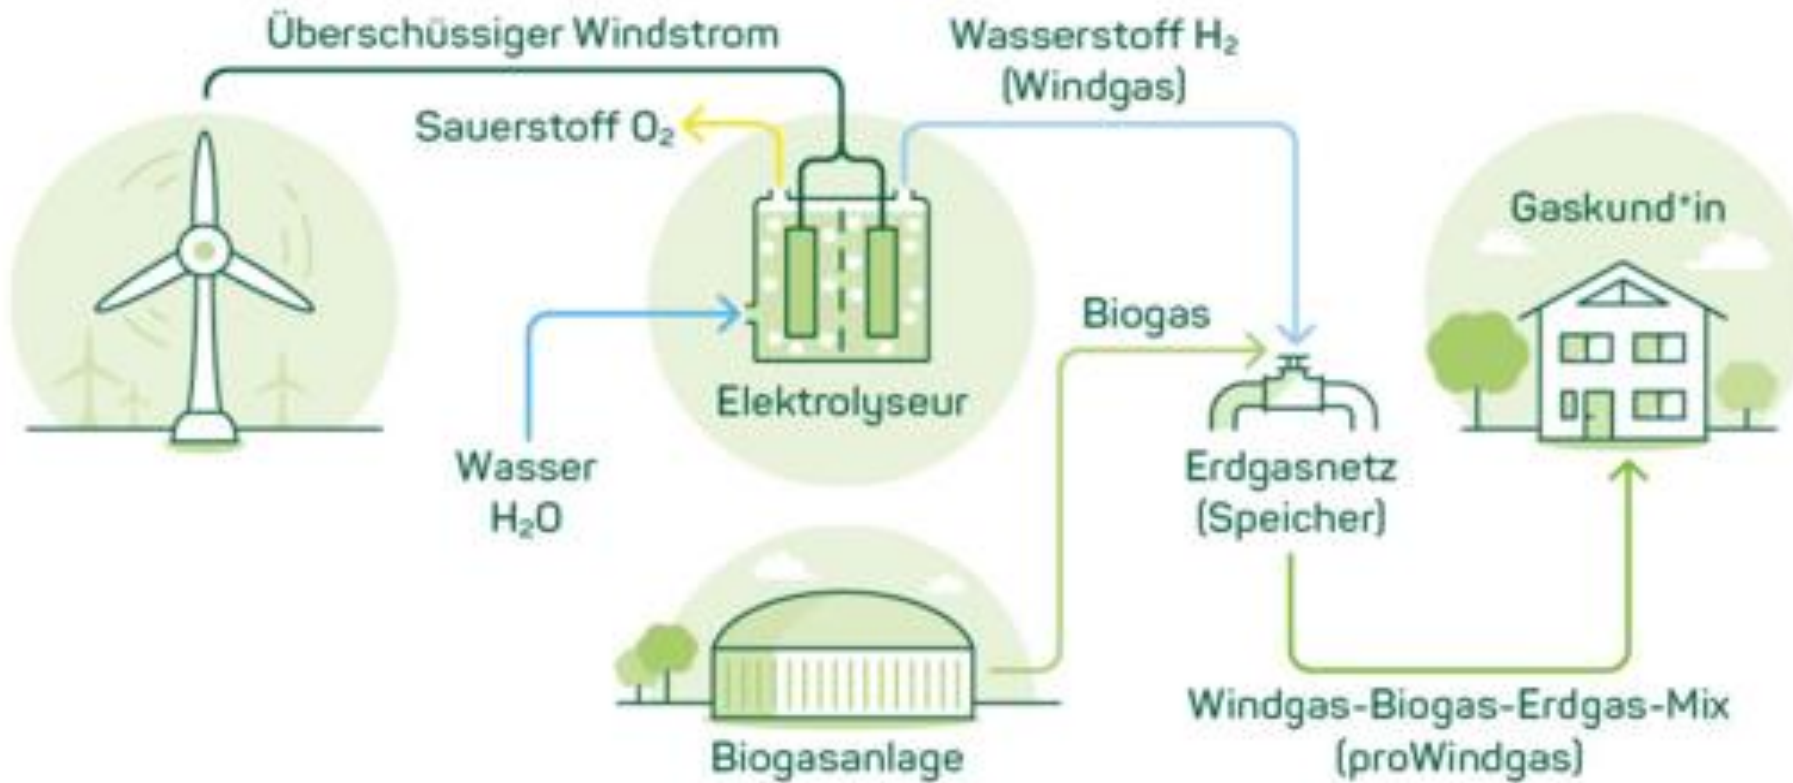 Überschüssiger Windstrom
Wasserstoff H₂
(Windgas)
Sauerstoff O₂
Gaskund*in
Biogas
Elektrolyseur
Wasser
H₂O
Erdgasnetz
(Speicher)
Windgas-Biogas-Erdgas-Mix
(proWindgas)
Biogasanlage